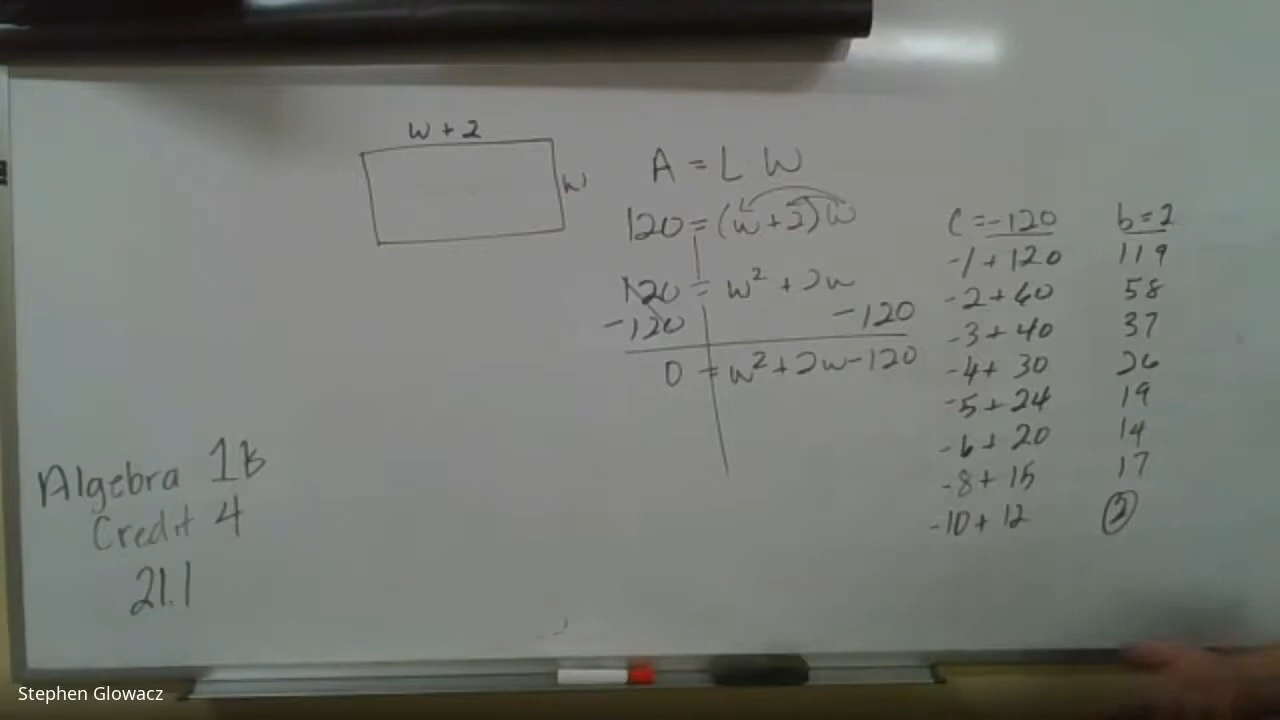 w + 2
w
A = L W
120 = (w+2)w
120 = w² + 2w
-120 -120
0 = w² + 2w - 120
C = -120 b = 2
-1 + 120 119
-2 + 60 58
-3 + 40 37
-4 + 30 26
-5 + 24 19
-6 + 20 14
-8 + 15 17
-10 + 12 2
Algebra 1B
Credit 4
21.1
Stephen Glowacz